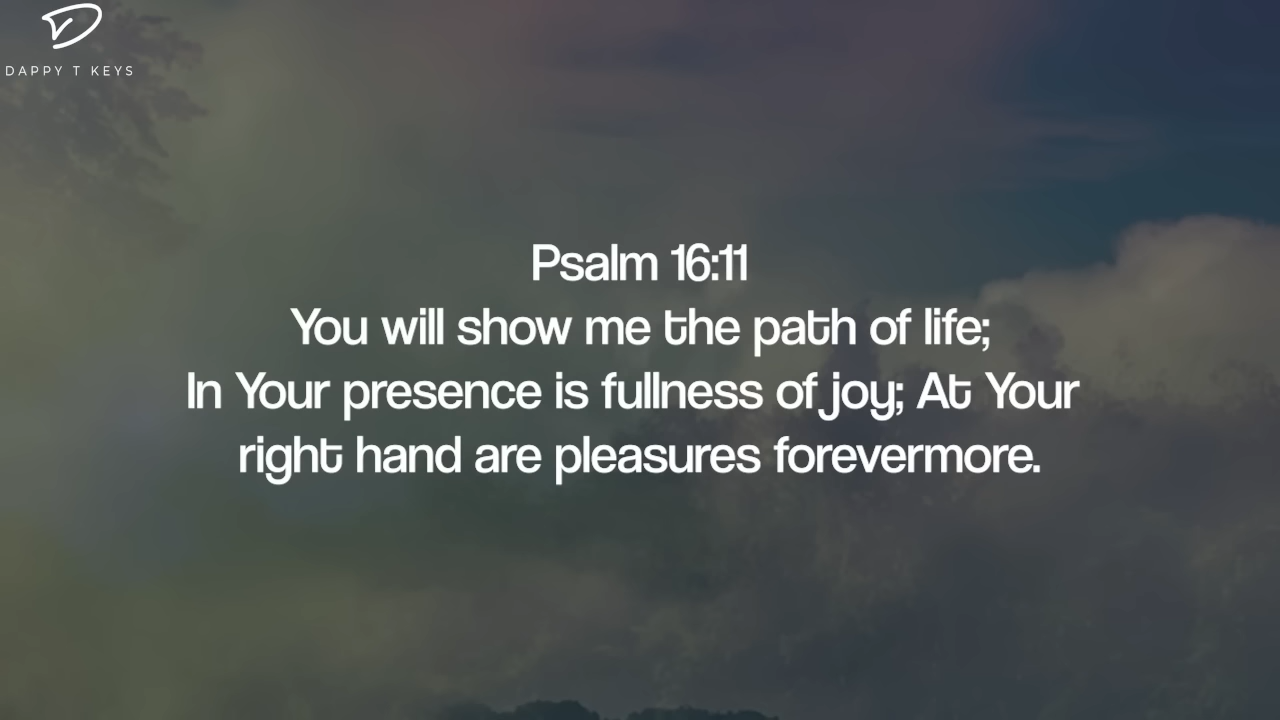 DAPPY T KEYS
Psalm 16:11
You will show me the path of life;
In Your presence is fullness of joy; At Your
right hand are pleasures forevermore.